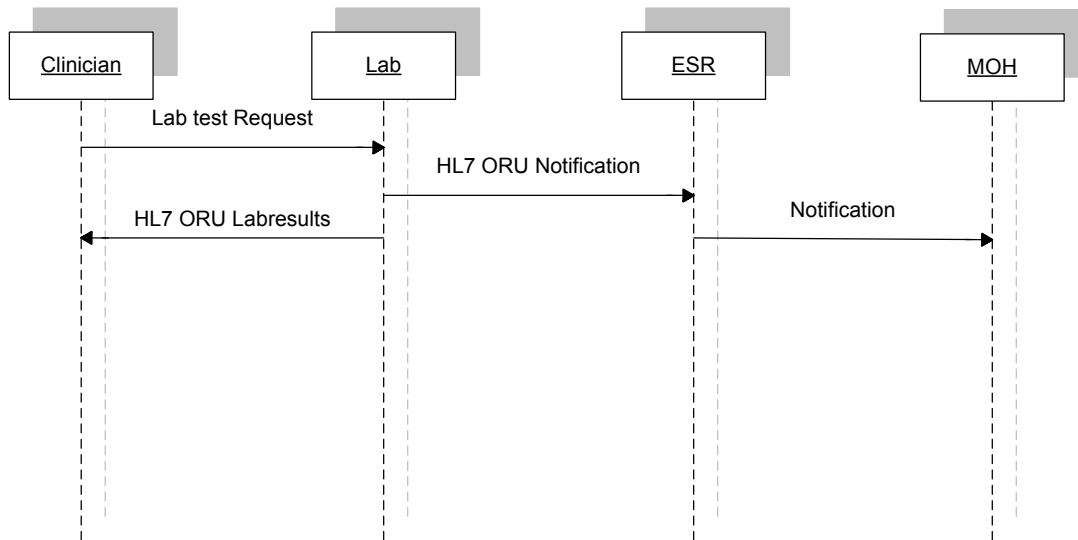 Clinician
Lab
ESR
MOH
Lab test Request
HL7 ORU Notification
HL7 ORU Labresults
Notification